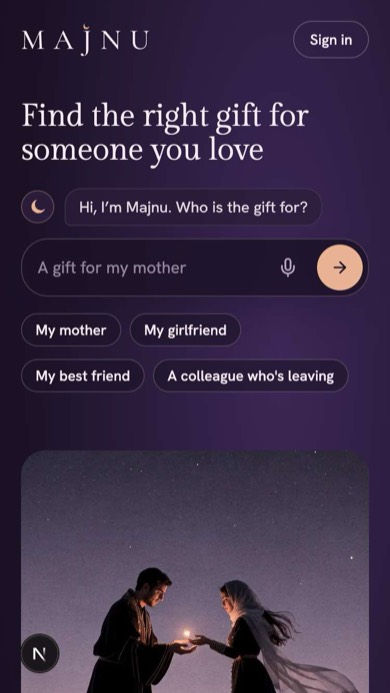 MAJNU
Sign in
Find the right gift for
someone you love
Hi, I’m Majnu. Who is the gift for?
A gift for my mother
My mother
My girlfriend
My best friend
A colleague who's leaving
N